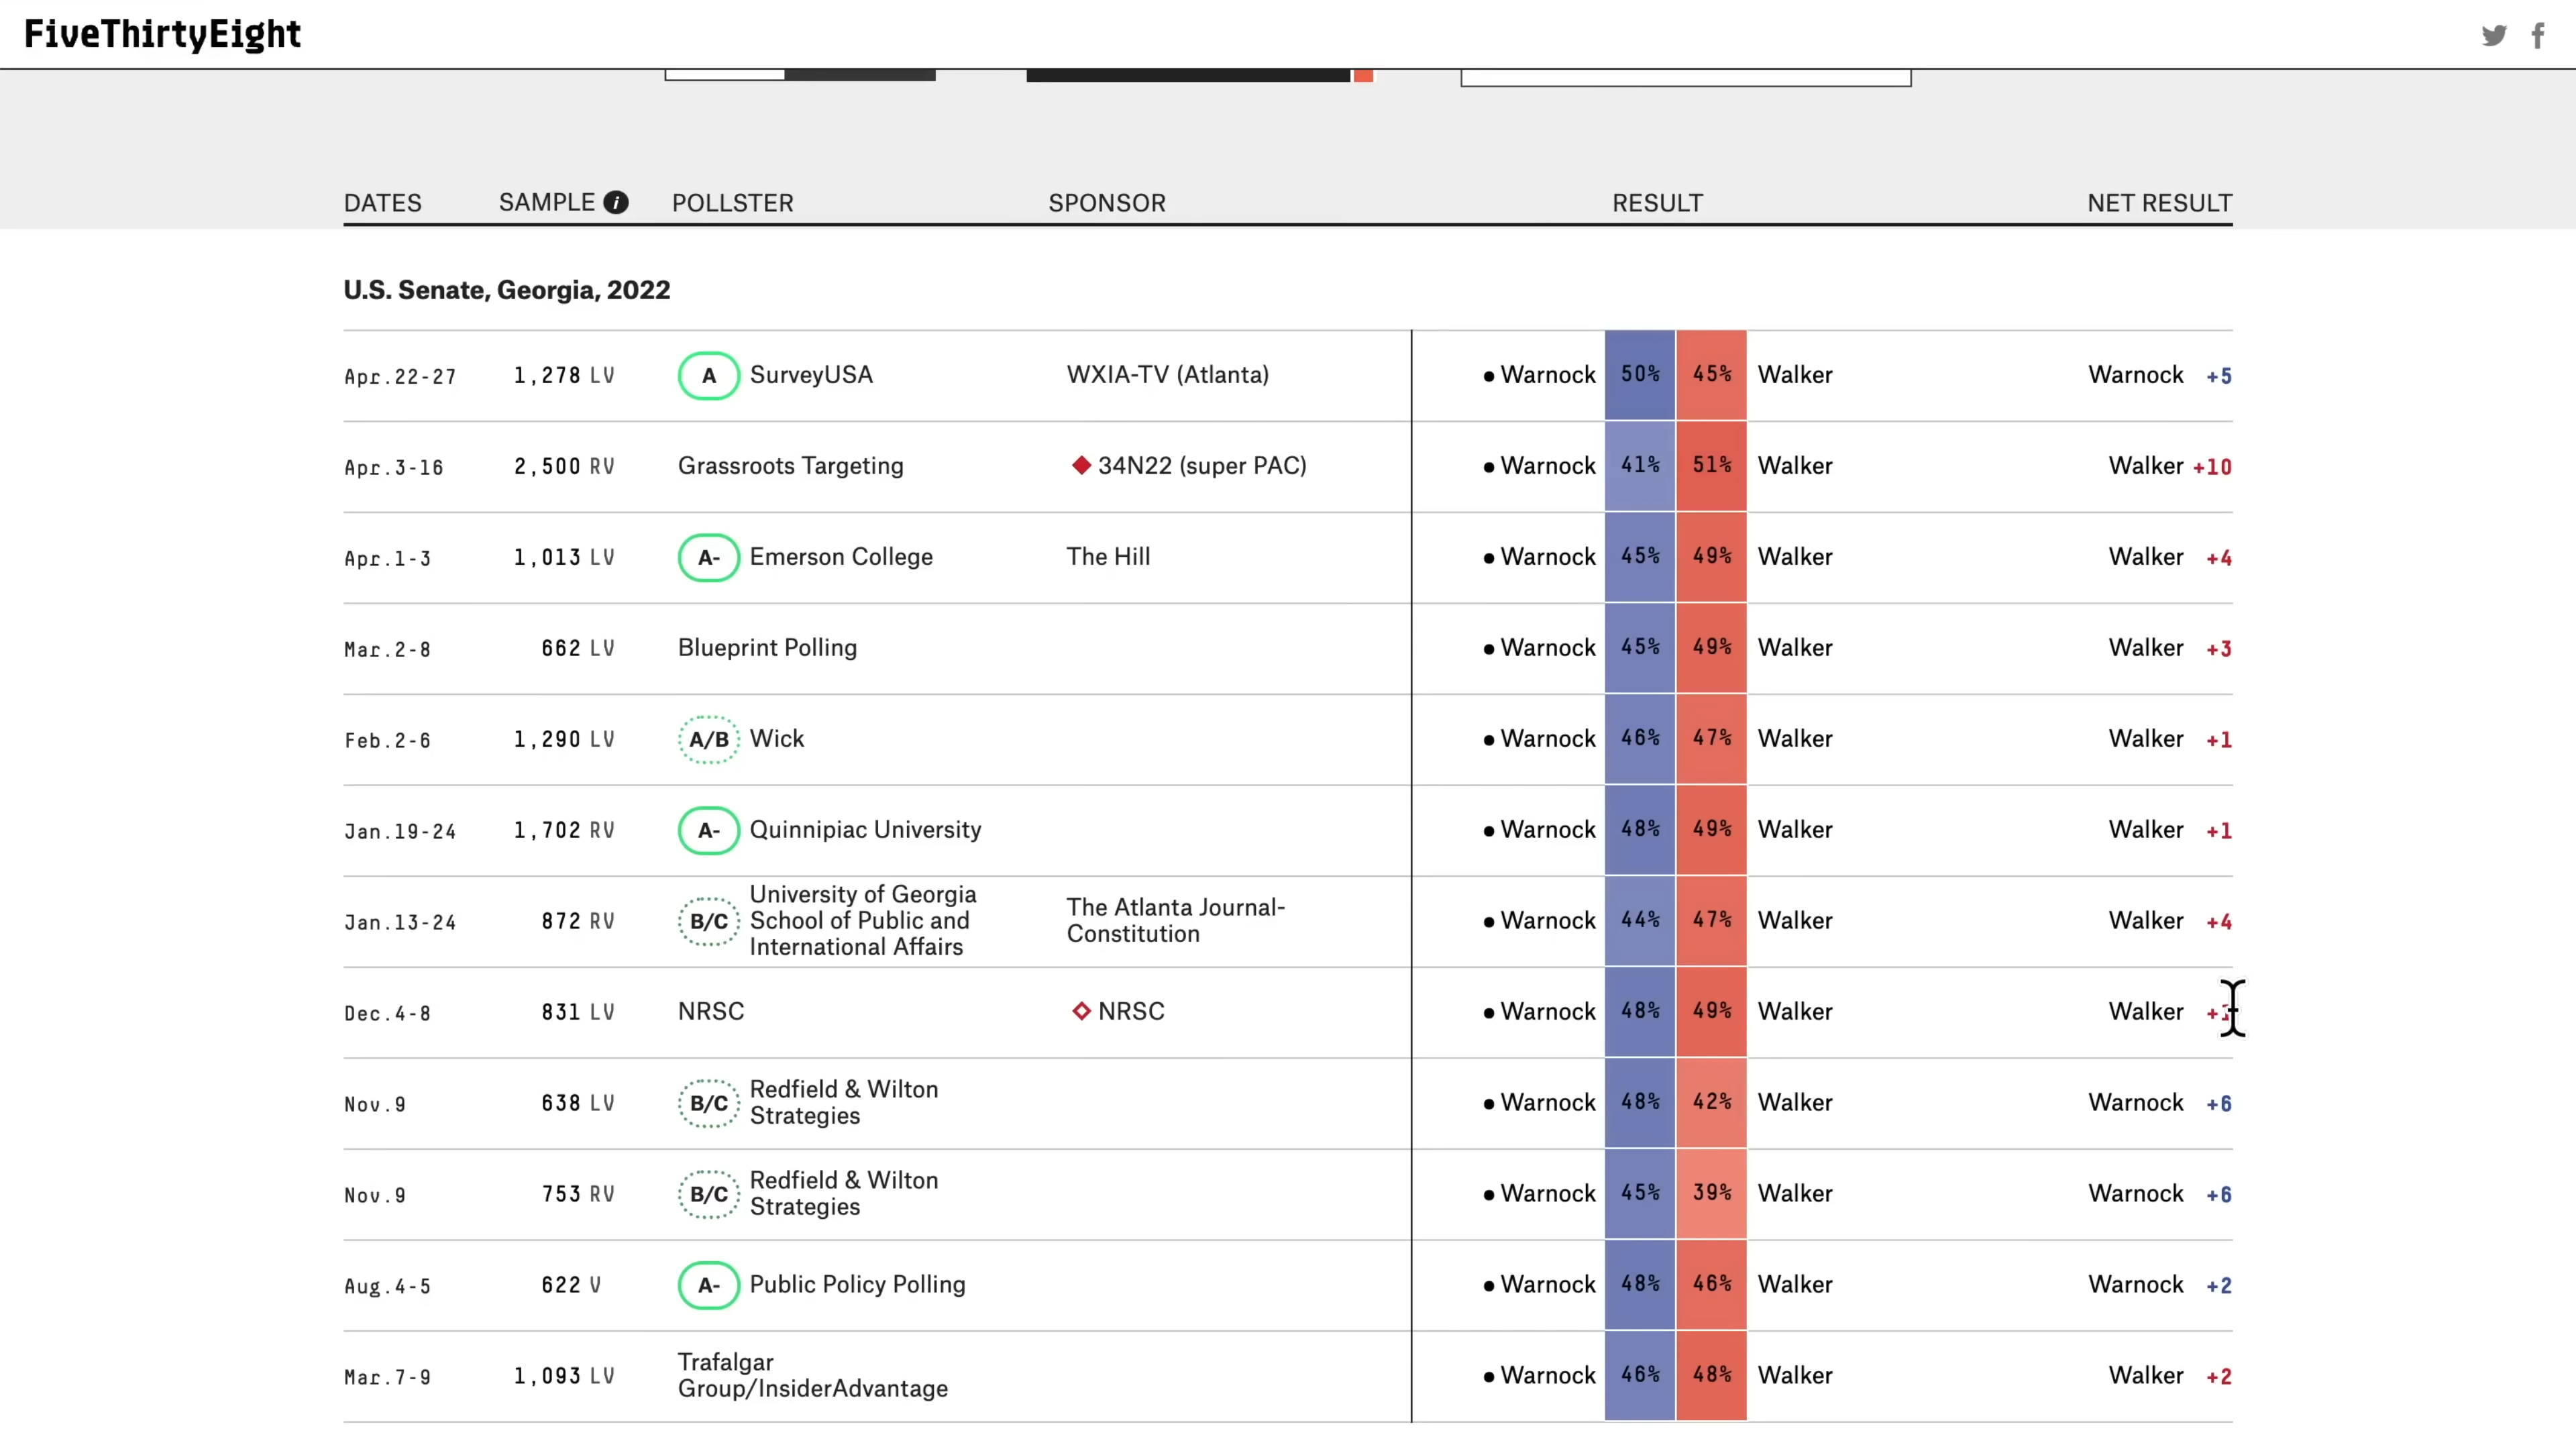 FiveThirtyEight
DATES SAMPLE i POLLSTER SPONSOR RESULT NET RESULT
U.S. Senate, Georgia, 2022
Apr.22-27 1,278 LV A SurveyUSA WXIA-TV (Atlanta) • Warnock 50% 45% Walker Warnock +5
Apr.3-16 2,500 RV Grassroots Targeting 34N22 (super PAC) • Warnock 41% 51% Walker Walker +10
Apr.1-3 1,013 LV A- Emerson College The Hill • Warnock 45% 49% Walker Walker +4
Mar.2-8 662 LV Blueprint Polling • Warnock 45% 49% Walker Walker +3
Feb.2-6 1,290 LV A/B Wick • Warnock 46% 47% Walker Walker +1
Jan.19-24 1,702 RV A- Quinnipiac University • Warnock 48% 49% Walker Walker +1
Jan.13-24 872 RV B/C University of Georgia
School of Public and
International Affairs The Atlanta Journal-
Constitution • Warnock 44% 47% Walker Walker +4
Dec.4-8 831 LV NRSC NRSC • Warnock 48% 49% Walker Walker
Nov.9 638 LV B/C Redfield & Wilton
Strategies • Warnock 48% 42% Walker Warnock +6
Nov.9 753 RV B/C Redfield & Wilton
Strategies • Warnock 45% 39% Walker Warnock +6
Aug.4-5 622 V A- Public Policy Polling • Warnock 48% 46% Walker Warnock +2
Mar.7-9 1,093 LV Trafalgar
Group/InsiderAdvantage • Warnock 46% 48% Walker Walker +2